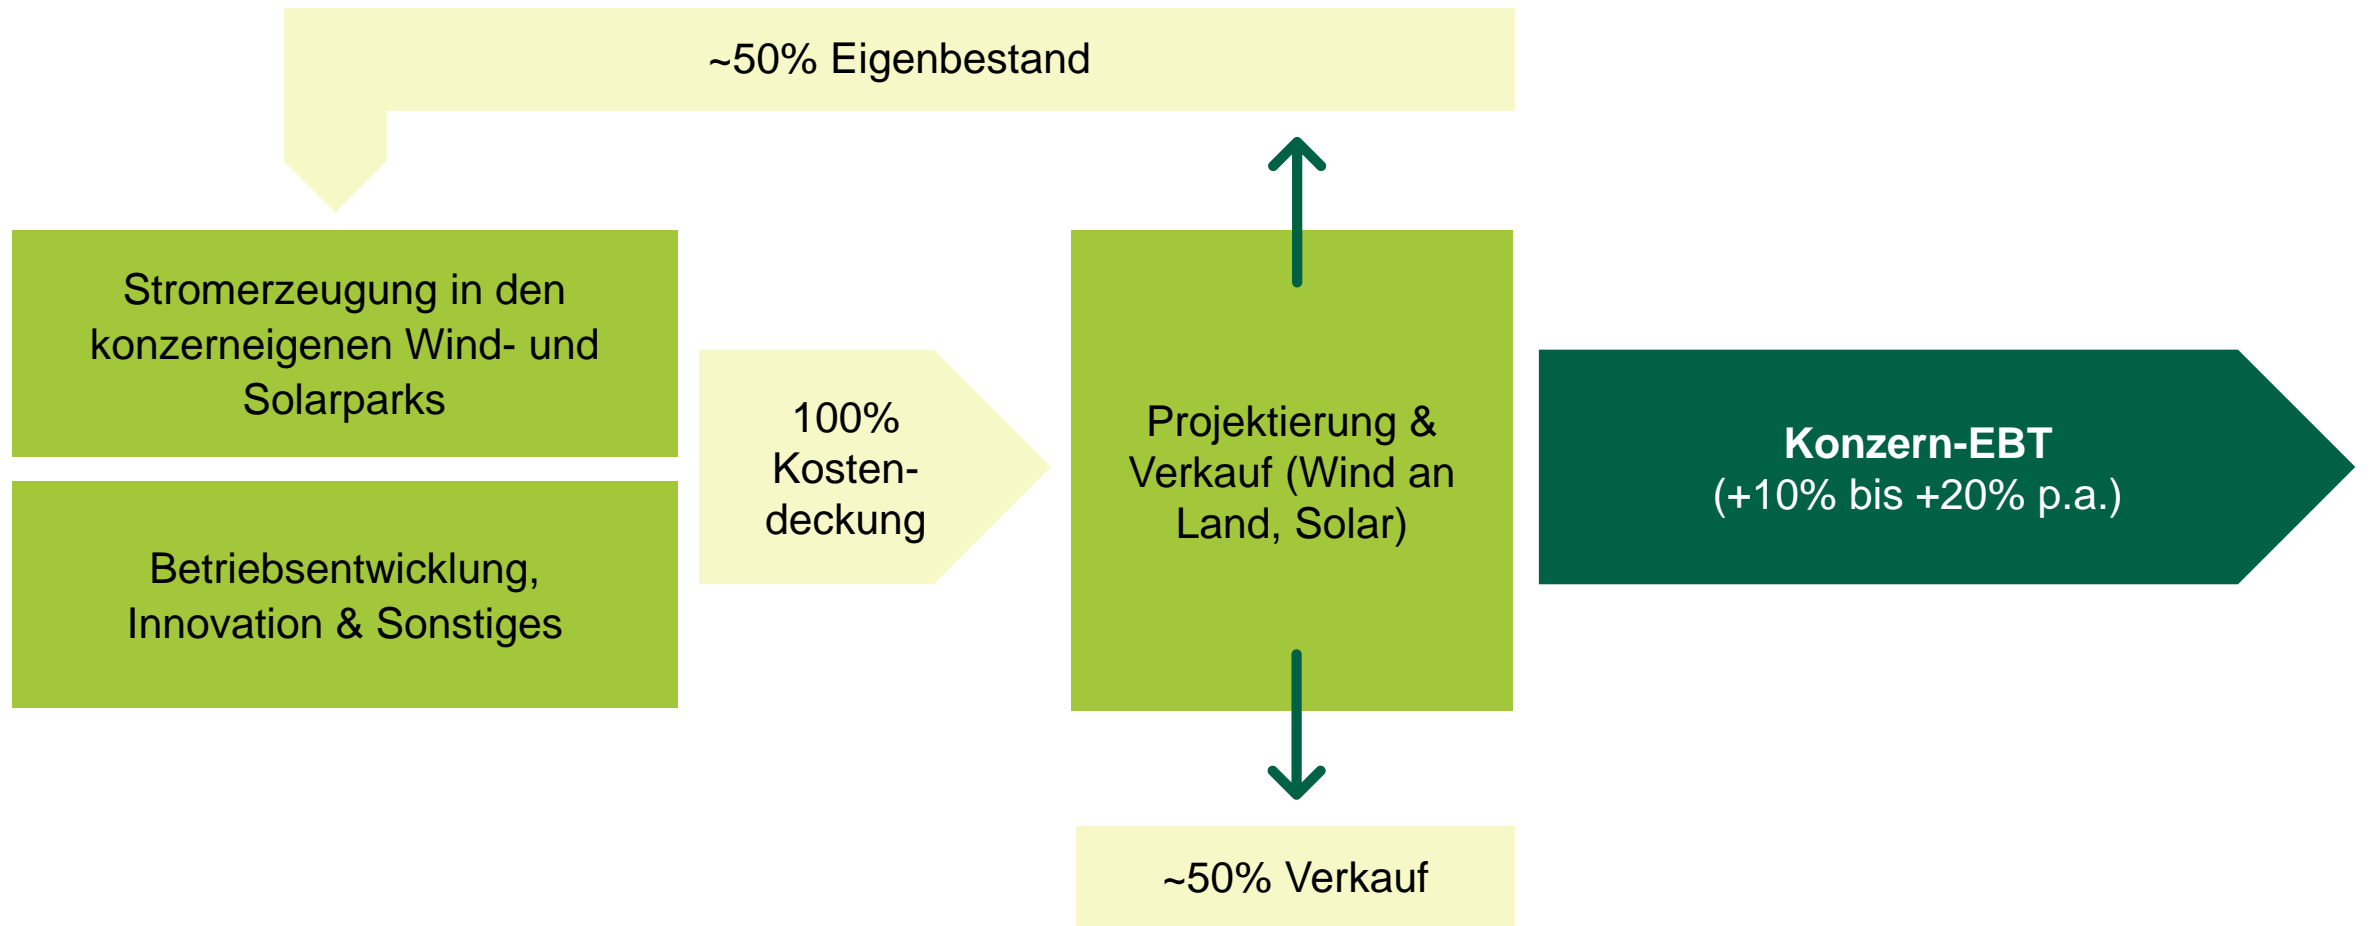 ~50% Eigenbestand
Stromerzeugung in den
konzerneigenen Wind- und
Solarparks
Betriebsentwicklung,
Innovation & Sonstiges
100%
Kosten-
deckung
Projektierung &
Verkauf (Wind an
Land, Solar)
Konzern-EBT
(+10% bis +20% p.a.)
~50% Verkauf